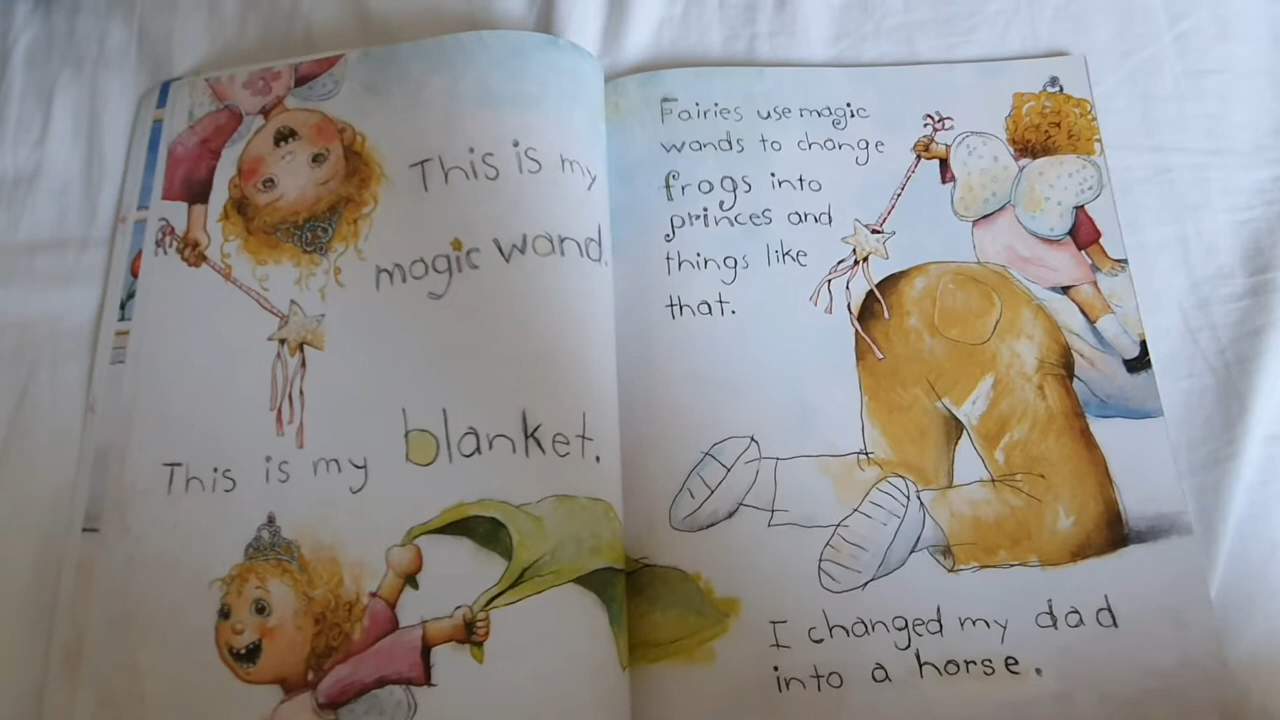 This is my
magic wand.
This is my blanket.
Fairies use magic
wands to change
frogs into
princes and
things like
that.
I changed my dad
into a horse.